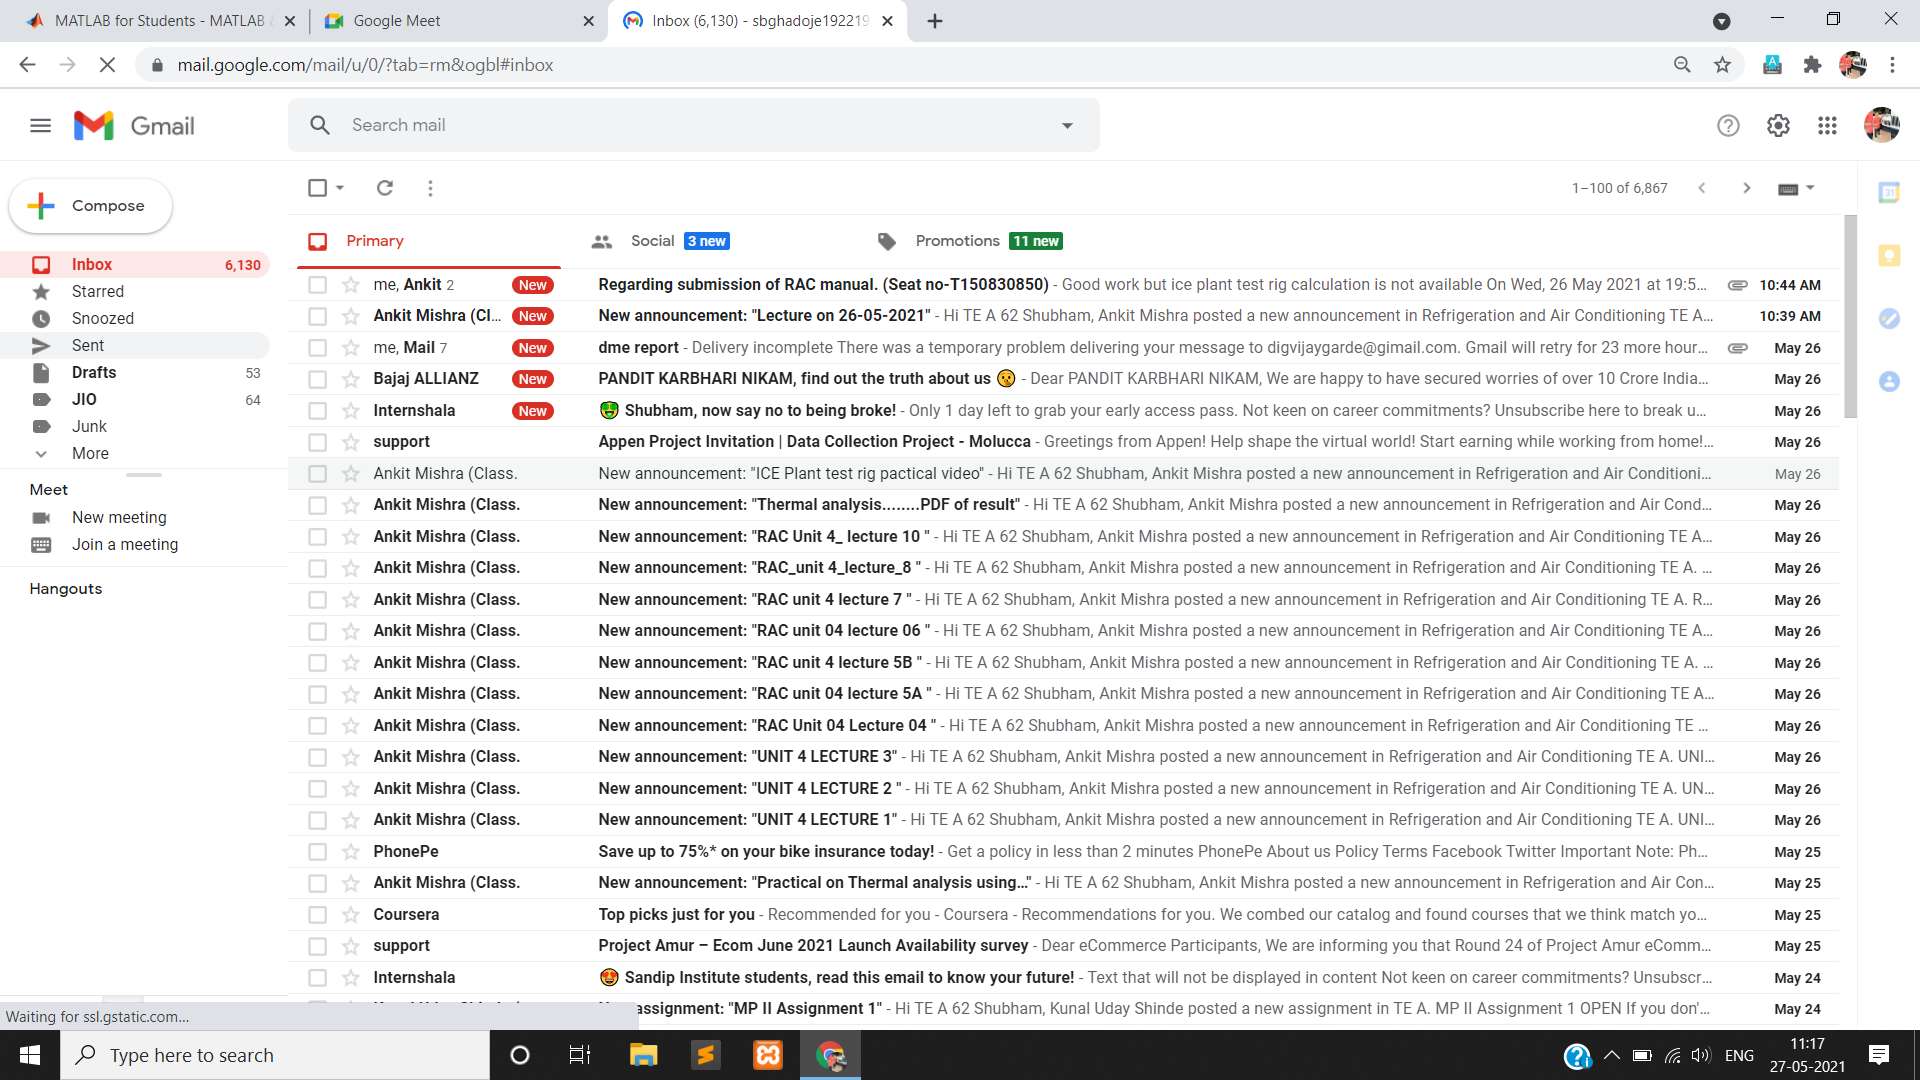 MATLAB for Students - MATLAB &
Google Meet
Inbox (6,130) - sbghadoje192219
mail.google.com/mail/u/0/?tab=rm&ogbl#inbox
Gmail
Search mail
Compose
1–100 of 6,867
Primary
Social 3 new
Promotions 11 new
Inbox 6,130
Starred
Snoozed
Sent
Drafts 53
JIO 64
Junk
More
Meet
New meeting
Join a meeting
Hangouts
me, Ankit 2 New Regarding submission of RAC manual. (Seat no-T150830850) - Good work but ice plant test rig calculation is not available On Wed, 26 May 2021 at 19:5... 10:44 AM
Ankit Mishra (Cl... New New announcement: "Lecture on 26-05-2021" - Hi TE A 62 Shubham, Ankit Mishra posted a new announcement in Refrigeration and Air Conditioning TE A... 10:39 AM
me, Mail 7 New dme report - Delivery incomplete There was a temporary problem delivering your message to digvijaygarde@gimail.com. Gmail will retry for 23 more hour... May 26
Bajaj ALLIANZ New PANDIT KARBHARI NIKAM, find out the truth about us 🤫 - Dear PANDIT KARBHARI NIKAM, We are happy to have secured worries of over 10 Crore India... May 26
Internshala New 🤑 Shubham, now say no to being broke! - Only 1 day left to grab your early access pass. Not keen on career commitments? Unsubscribe here to break u... May 26
support Appen Project Invitation | Data Collection Project - Molucca - Greetings from Appen! Help shape the virtual world! Start earning while working from home!... May 26
Ankit Mishra (Class. New announcement: "ICE Plant test rig pactical video" - Hi TE A 62 Shubham, Ankit Mishra posted a new announcement in Refrigeration and Air Conditioni... May 26
Ankit Mishra (Class. New announcement: "Thermal analysis........PDF of result" - Hi TE A 62 Shubham, Ankit Mishra posted a new announcement in Refrigeration and Air Cond... May 26
Ankit Mishra (Class. New announcement: "RAC Unit 4_ lecture 10 " - Hi TE A 62 Shubham, Ankit Mishra posted a new announcement in Refrigeration and Air Conditioning TE A... May 26
Ankit Mishra (Class. New announcement: "RAC_unit 4_lecture_8 " - Hi TE A 62 Shubham, Ankit Mishra posted a new announcement in Refrigeration and Air Conditioning TE A. ... May 26
Ankit Mishra (Class. New announcement: "RAC unit 4 lecture 7 " - Hi TE A 62 Shubham, Ankit Mishra posted a new announcement in Refrigeration and Air Conditioning TE A. R... May 26
Ankit Mishra (Class. New announcement: "RAC unit 04 lecture 06 " - Hi TE A 62 Shubham, Ankit Mishra posted a new announcement in Refrigeration and Air Conditioning TE A... May 26
Ankit Mishra (Class. New announcement: "RAC unit 4 lecture 5B " - Hi TE A 62 Shubham, Ankit Mishra posted a new announcement in Refrigeration and Air Conditioning TE A. ... May 26
Ankit Mishra (Class. New announcement: "RAC unit 04 lecture 5A " - Hi TE A 62 Shubham, Ankit Mishra posted a new announcement in Refrigeration and Air Conditioning TE A... May 26
Ankit Mishra (Class. New announcement: "RAC Unit 04 Lecture 04 " - Hi TE A 62 Shubham, Ankit Mishra posted a new announcement in Refrigeration and Air Conditioning TE ... May 26
Ankit Mishra (Class. New announcement: "UNIT 4 LECTURE 3" - Hi TE A 62 Shubham, Ankit Mishra posted a new announcement in Refrigeration and Air Conditioning TE A. UNI... May 26
Ankit Mishra (Class. New announcement: "UNIT 4 LECTURE 2 " - Hi TE A 62 Shubham, Ankit Mishra posted a new announcement in Refrigeration and Air Conditioning TE A. UN... May 26
Ankit Mishra (Class. New announcement: "UNIT 4 LECTURE 1" - Hi TE A 62 Shubham, Ankit Mishra posted a new announcement in Refrigeration and Air Conditioning TE A. UNI... May 26
PhonePe Save up to 75%* on your bike insurance today! - Get a policy in less than 2 minutes PhonePe About us Policy Terms Facebook Twitter Important Note: Ph... May 25
Ankit Mishra (Class. New announcement: "Practical on Thermal analysis using..." - Hi TE A 62 Shubham, Ankit Mishra posted a new announcement in Refrigeration and Air Con... May 25
Coursera Top picks just for you - Recommended for you - Coursera - Recommendations for you. We combed our catalog and found courses that we think match yo... May 25
support Project Amur – Ecom June 2021 Launch Availability survey - Dear eCommerce Participants, We are informing you that Round 24 of Project Amur eComm... May 25
Internshala 🤩 Sandip Institute students, read this email to know your future! - Text that will not be displayed in content Not keen on career commitments? Unsubscr... May 24
assignment: "MP II Assignment 1" - Hi TE A 62 Shubham, Kunal Uday Shinde posted a new assignment in TE A. MP II Assignment 1 OPEN If you don'... May 24
Waiting for ssl.gstatic.com...
Type here to search
ENG
11:17
27-05-2021